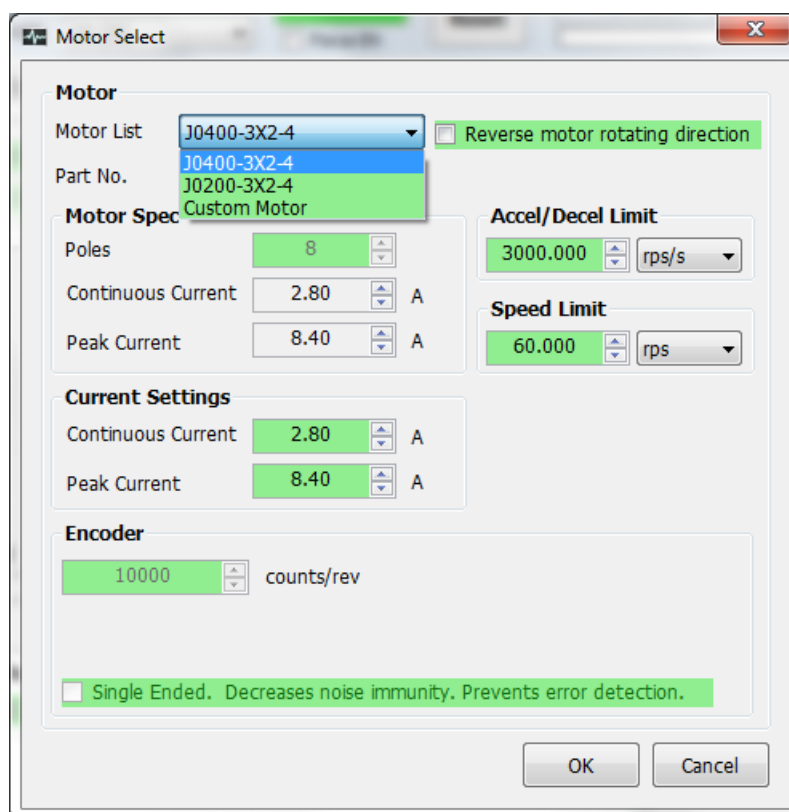 Motor Select
Motor
Motor List J0400-3X2-4 Reverse motor rotating direction
J0400-3X2-4
Part No. J0200-3X2-4
Custom Motor
Motor Spec Accel/Decel Limit
Poles 8 3000.000 rps/s
Continuous Current 2.80 A
Speed Limit
Peak Current 8.40 A 60.000 rps
Current Settings
Continuous Current 2.80 A
Peak Current 8.40 A
Encoder
10000 counts/rev
Single Ended. Decreases noise immunity. Prevents error detection.
OK Cancel